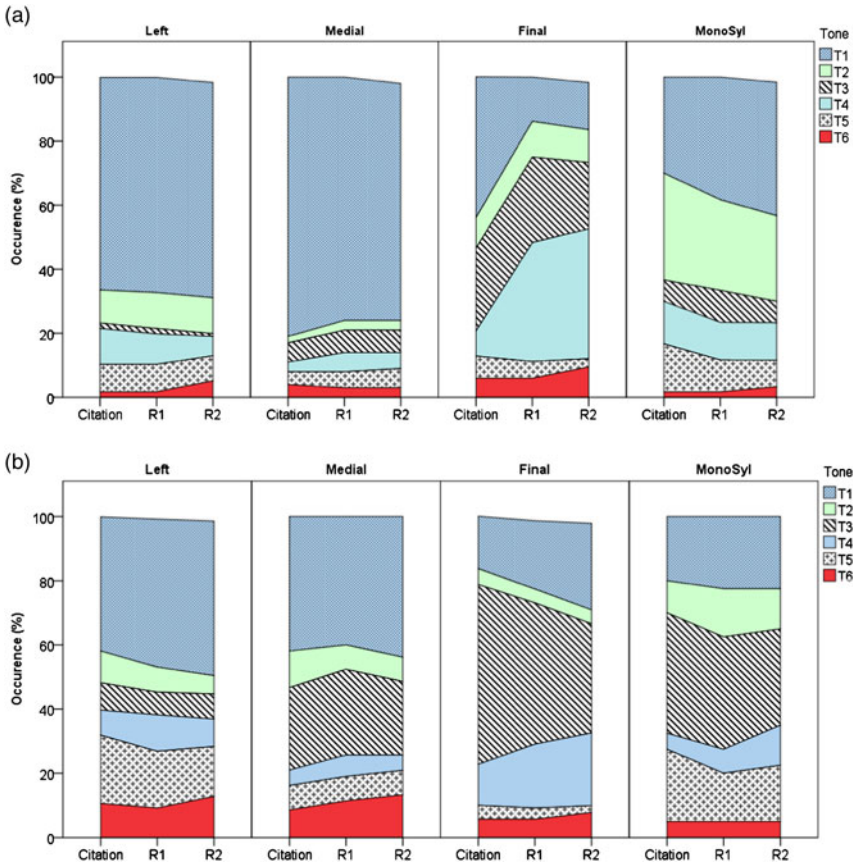 (a)
Left Medial Final MonoSyl
Tone
T1
T2
T3
T4
T5
T6
Occurence (%)
100
80
60
40
20
0
Citation R1 R2 Citation R1 R2 Citation R1 R2 Citation R1 R2
(b)
Left Medial Final MonoSyl
Tone
T1
T2
T3
T4
T5
T6
Occurence (%)
100
80
60
40
20
0
Citation R1 R2 Citation R1 R2 Citation R1 R2 Citation R1 R2